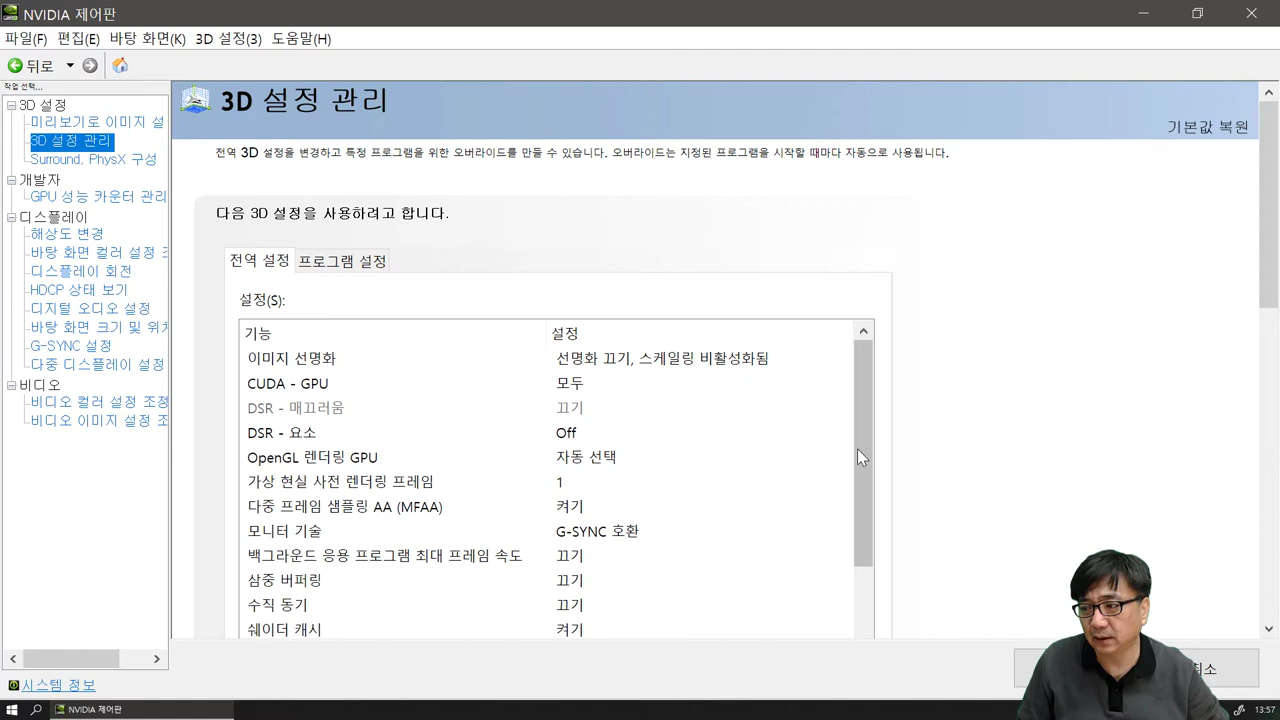 NVIDIA 제어판
파일(F) 편집(E) 바탕 화면(K) 3D 설정(3) 도움말(H)
뒤로
작업 선택...
3D 설정
미리보기로 이미지 설
3D 설정 관리
Surround, PhysX 구성
개발자
GPU 성능 카운터 관리
디스플레이
해상도 변경
바탕 화면 컬러 설정
디스플레이 회전
HDCP 상태 보기
디지털 오디오 설정
바탕 화면 크기 및 위치
G-SYNC 설정
다중 디스플레이 설정
비디오
비디오 컬러 설정 조정
비디오 이미지 설정 조
시스템 정보
3D 설정 관리
기본값 복원
전역 3D 설정을 변경하고 특정 프로그램을 위한 오버라이드를 만들 수 있습니다. 오버라이드는 지정된 프로그램을 시작할 때마다 자동으로 사용됩니다.
다음 3D 설정을 사용하려고 합니다.
전역 설정 프로그램 설정
설정(S):
기능 설정
이미지 선명화 선명화 끄기, 스케일링 비활성화됨
CUDA - GPU 모두
DSR - 매끄러움 끄기
DSR - 요소 Off
OpenGL 렌더링 GPU 자동 선택
가상 현실 사전 렌더링 프레임 1
다중 프레임 샘플링 AA (MFAA) 켜기
모니터 기술 G-SYNC 호환
백그라운드 응용 프로그램 최대 프레임 속도 끄기
삼중 버퍼링 끄기
수직 동기 끄기
쉐이더 캐시 켜기
취소
NVIDIA 제어판
13:57